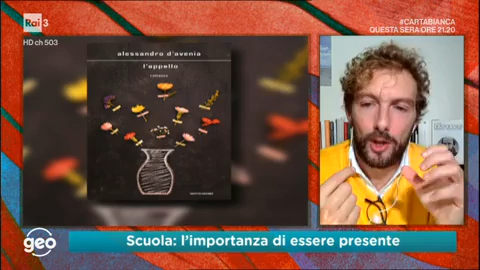 Rai 3
HD ch 503
#CARTABIANCA
QUESTA SERA ORE 21.20
alessandro d'avenia
l'appello
romanzo
geo
Scuola: l'importanza di essere presente